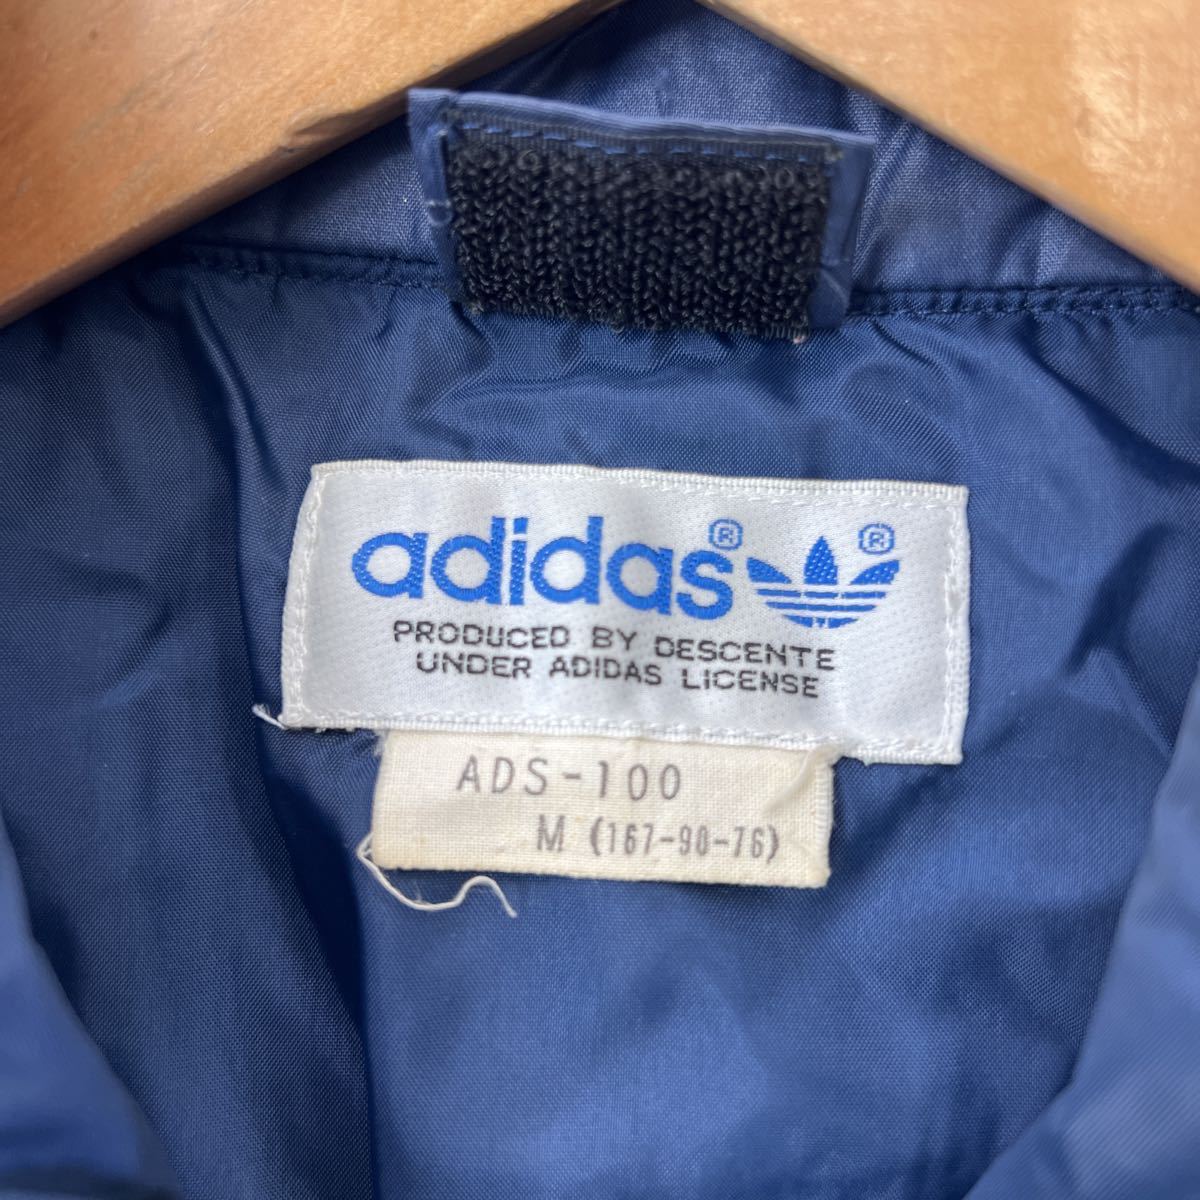 adidas® ®
PRODUCED BY DESCENTE
UNDER ADIDAS LICENSE
ADS-100
M (167-90-76)